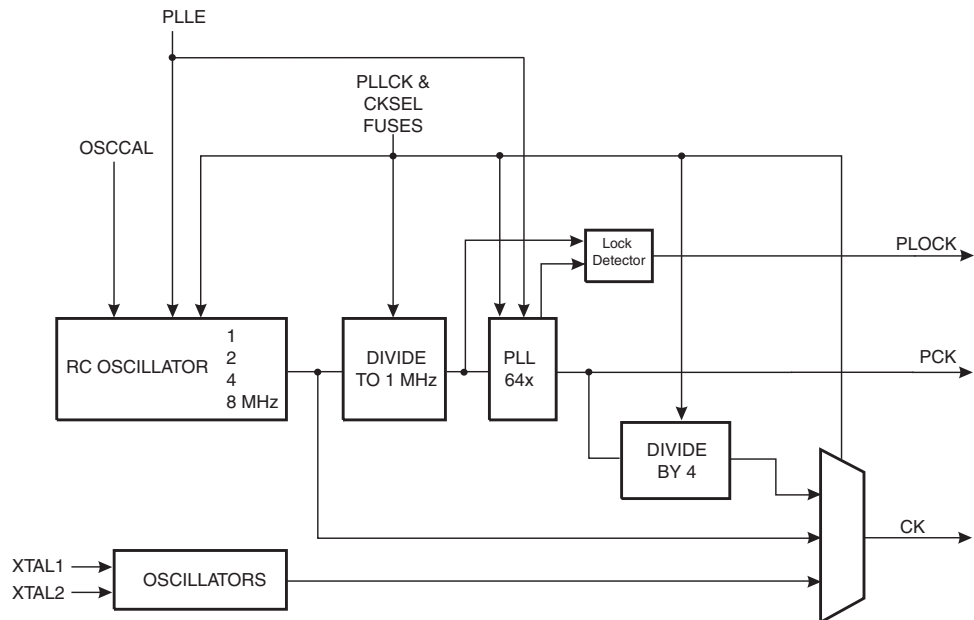 PLLE
PLLCK &
CKSEL
FUSES
OSCCAL
Lock
Detector
PLOCK
RC OSCILLATOR
1
2
4
8 MHz
DIVIDE
TO 1 MHz
PLL
64x
PCK
DIVIDE
BY 4
CK
XTAL1
XTAL2
OSCILLATORS